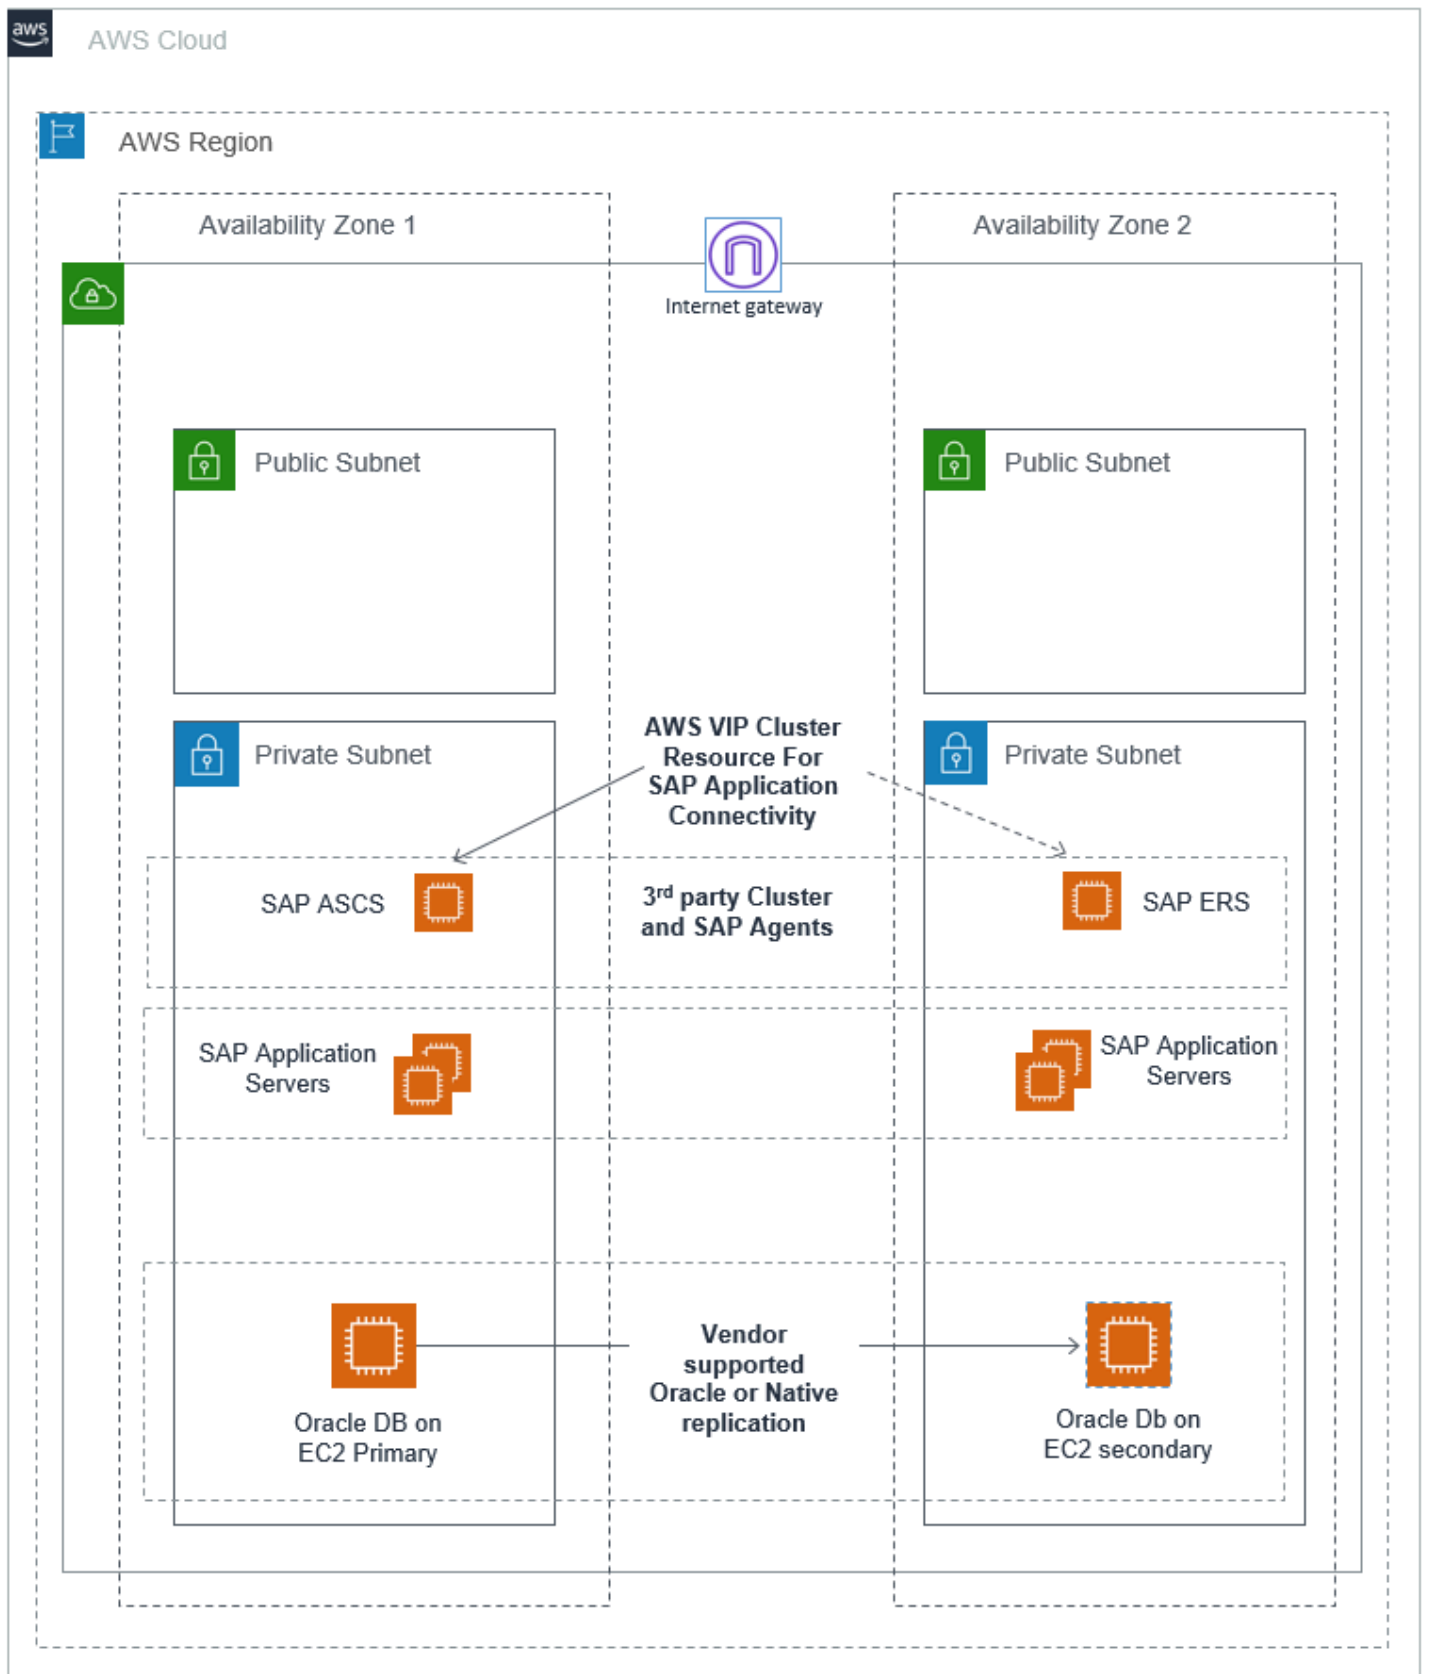 aws
AWS Cloud
AWS Region
Availability Zone 1
Availability Zone 2
Internet gateway
Public Subnet
Public Subnet
Private Subnet
AWS VIP Cluster
Resource For
SAP Application
Connectivity
Private Subnet
SAP ASCS
3rd party Cluster
and SAP Agents
SAP ERS
SAP Application
Servers
SAP Application
Servers
Oracle DB on
EC2 Primary
Vendor
supported
Oracle or Native
replication
Oracle Db on
EC2 secondary